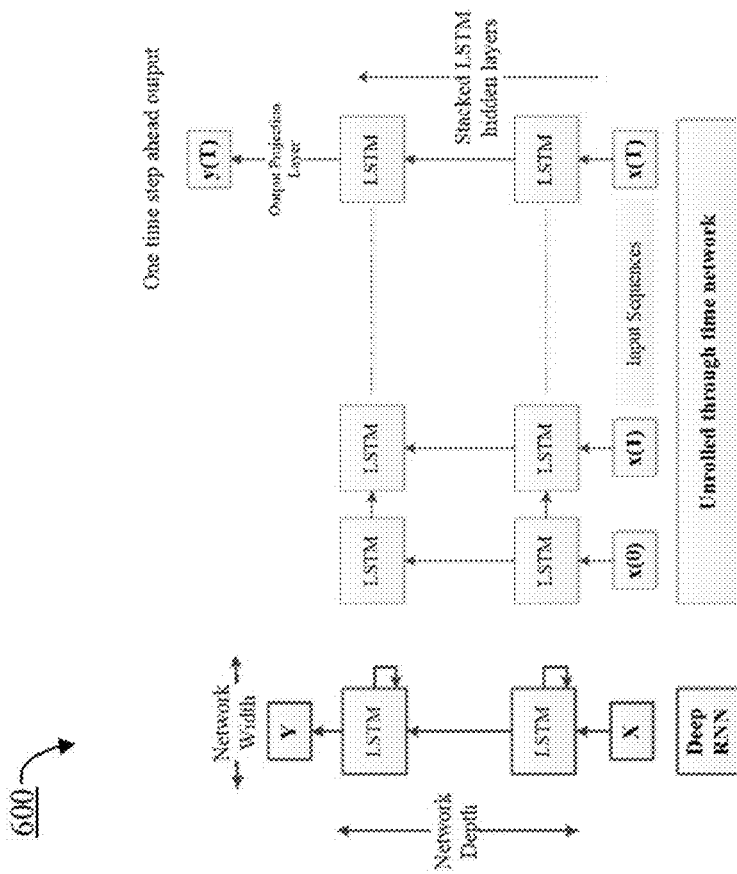 600
One time step ahead output
Network
Width
Y
y(T)
Output Projection
Layer
LSTM
LSTM
LSTM
LSTM
Network
Depth
Stacked LSTM
hidden layers
LSTM
LSTM
LSTM
LSTM
X
x(0)
x(1)
Input Sequences
x(T)
Deep
RNN
Unrolled through time network